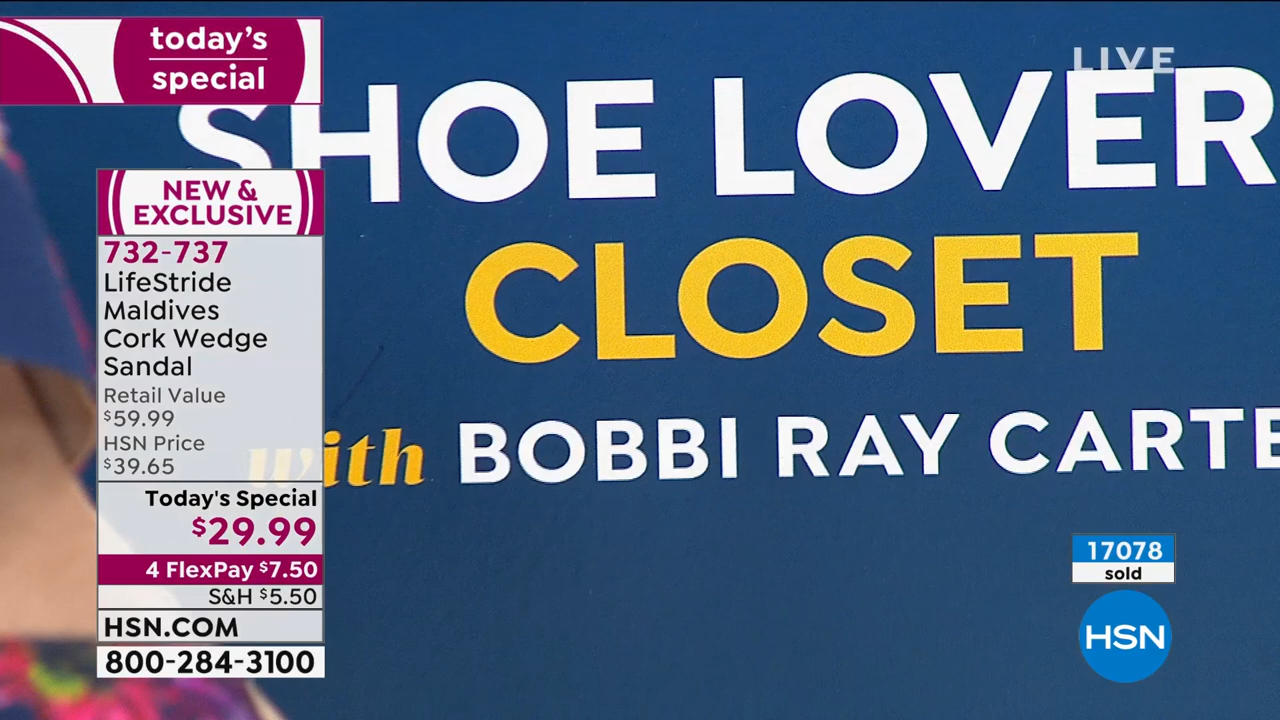 today's
special
LIVE
SHOE LOVER
CLOSET
with BOBBI RAY CARTE
NEW &
EXCLUSIVE
732-737
LifeStride
Maldives
Cork Wedge
Sandal
Retail Value
$59.99
HSN Price
$39.65
Today's Special
$29.99
4 FlexPay $7.50
S&H $5.50
HSN.COM
800-284-3100
17078
sold
HSN